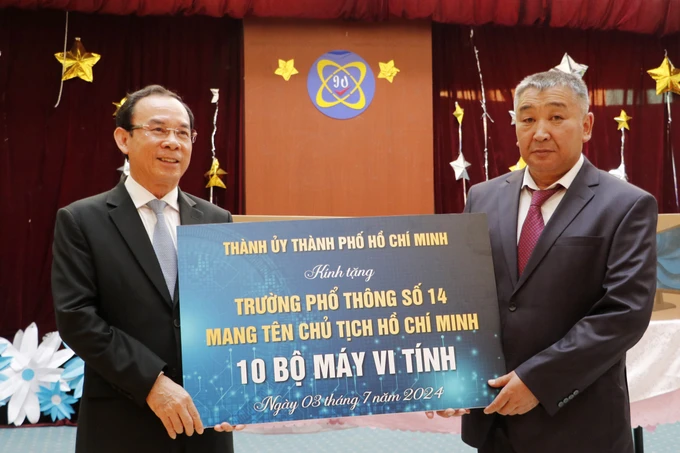 THÀNH ỦY THÀNH PHỐ HỒ CHÍ MINH
Kính tặng
TRƯỜNG PHỔ THÔNG SỐ 14
MANG TÊN CHỦ TỊCH HỒ CHÍ MINH
10 BỘ MÁY VI TÍNH
Ngày 03 tháng 7 năm 2024